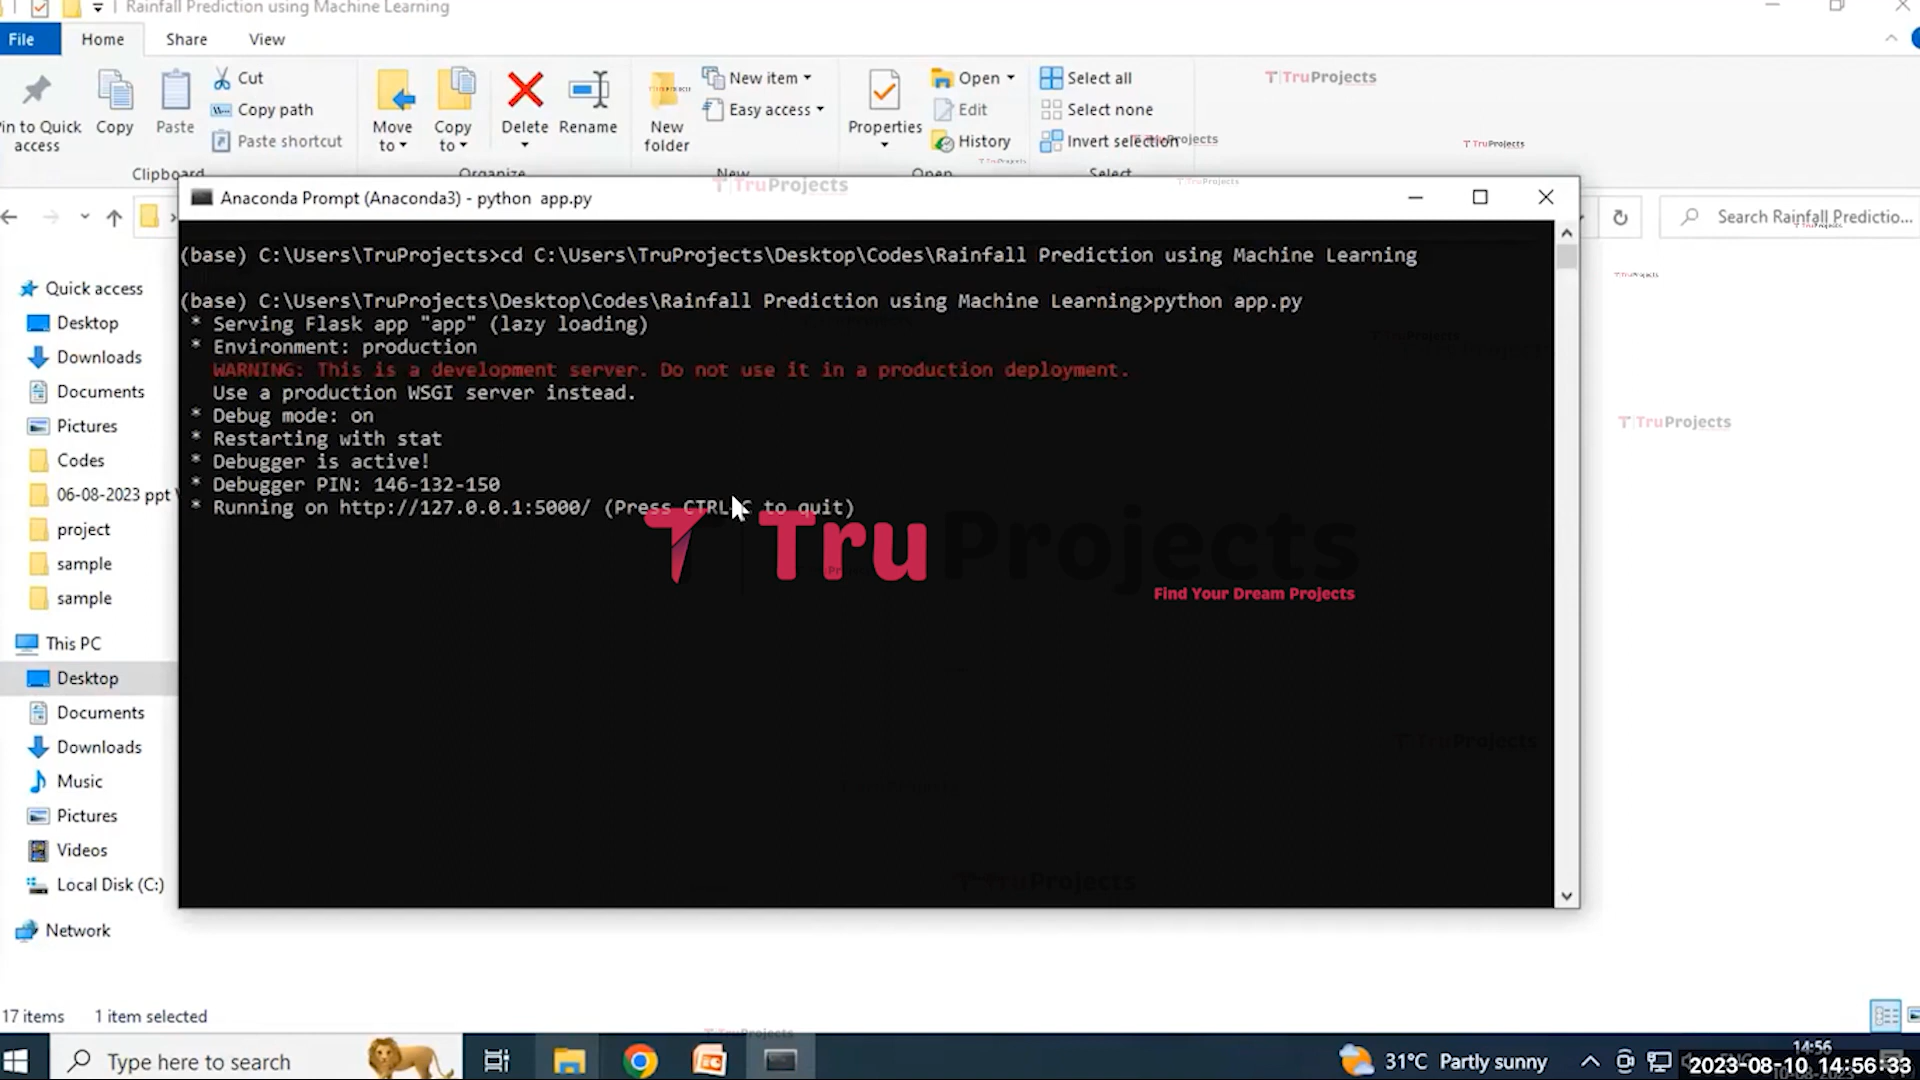 Rainfall Prediction using Machine Learning
File Home Share View
Cut
Copy path
Paste shortcut
Copy
Paste
access
Move to
Copy to
Delete
Rename
New folder
New item
Easy access
Properties
Open
Edit
History
Select all
Select none
Invert selection
TruProjects
TruProjects
TruProjects
Clipboard
Organize
New
Open
Select
TruProjects
Anaconda Prompt (Anaconda3) - python app.py
Search Rainfall Predictio...
(base) C:\Users\TruProjects>cd C:\Users\TruProjects\Desktop\Codes\Rainfall Prediction using Machine Learning
(base) C:\Users\TruProjects\Desktop\Codes\Rainfall Prediction using Machine Learning>python app.py
* Serving Flask app "app" (lazy loading)
* Environment: production
WARNING: This is a development server. Do not use it in a production deployment.
Use a production WSGI server instead.
* Debug mode: on
* Restarting with stat
* Debugger is active!
* Debugger PIN: 146-132-150
* Running on http://127.0.0.1:5000/ (Press CTRL+C to quit)
TruProjects
Find Your Dream Projects
TruProjects
TruProjects
TruProjects
Quick access
Desktop
Downloads
Documents
Pictures
Codes
06-08-2023 ppt
project
sample
sample
This PC
Desktop
Documents
Downloads
Music
Pictures
Videos
Local Disk (C:)
Network
17 items 1 item selected
Type here to search
31°C Partly sunny
14:56
2023-08-10 14:56:33